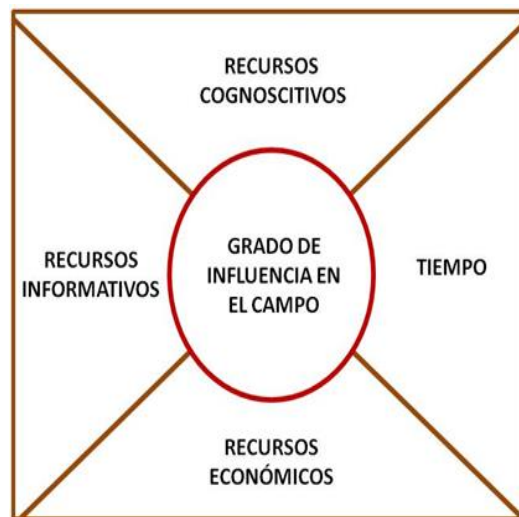 RECURSOS
COGNOSCITIVOS
RECURSOS
INFORMATIVOS
GRADO DE
INFLUENCIA EN
EL CAMPO
TIEMPO
RECURSOS
ECONÓMICOS